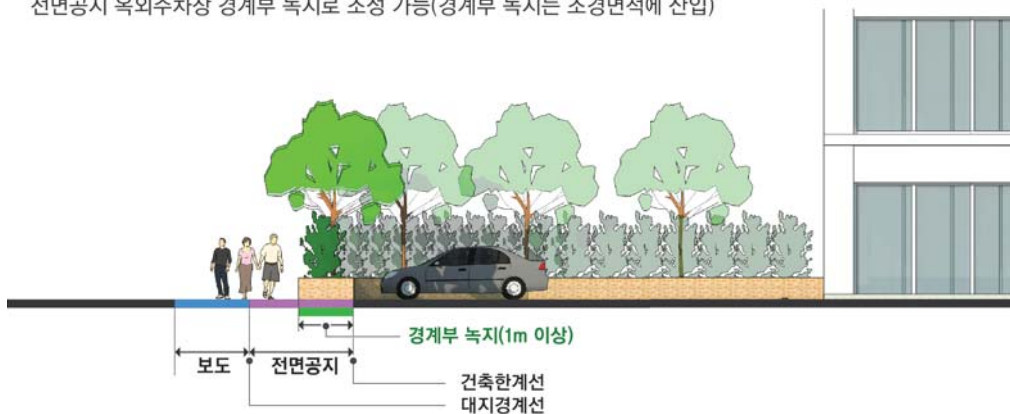 전면공지 옥외주차장 경계부 녹지로 조성 가능(경계부 녹지는 조경면적에 산입)
경계부 녹지(1m 이상)
보도
전면공지
건축한계선
대지경계선